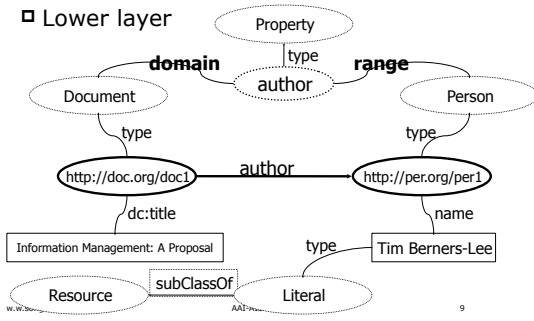 Lower layer
Property
type
domain
range
author
Document
Person
type
type
http://doc.org/doc1
author
http://per.org/per1
dc:title
name
Information Management: A Proposal
type
Tim Berners-Lee
subClassOf
Resource
Literal
9